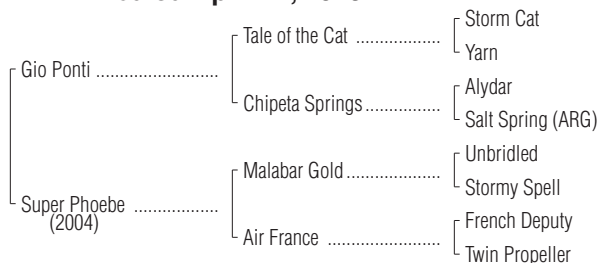 Storm Cat
Tale of the Cat ...................
Yarn
Gio Ponti ...........................
Alydar
Chipeta Springs ................
Salt Spring (ARG)
Unbridled
Malabar Gold .....................
Stormy Spell
Super Phoebe ...................
(2004)
French Deputy
Air France ......................
Twin Propeller